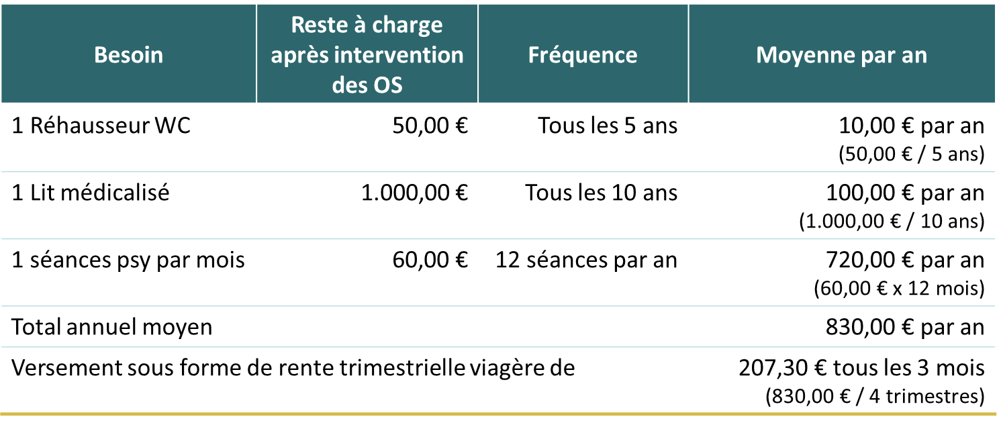 Besoin
Reste à charge
après intervention
des OS
Fréquence
Moyenne par an
1 Réhausseur WC
50,00 €
Tous les 5 ans
10,00 € par an
(50,00 € / 5 ans)
1 Lit médicalisé
1.000,00 €
Tous les 10 ans
100,00 € par an
(1.000,00 € / 10 ans)
1 séances psy par mois
60,00 €
12 séances par an
720,00 € par an
(60,00 € x 12 mois)
Total annuel moyen
830,00 € par an
Versement sous forme de rente trimestrielle viagère de
207,30 € tous les 3 mois
(830,00 € / 4 trimestres)